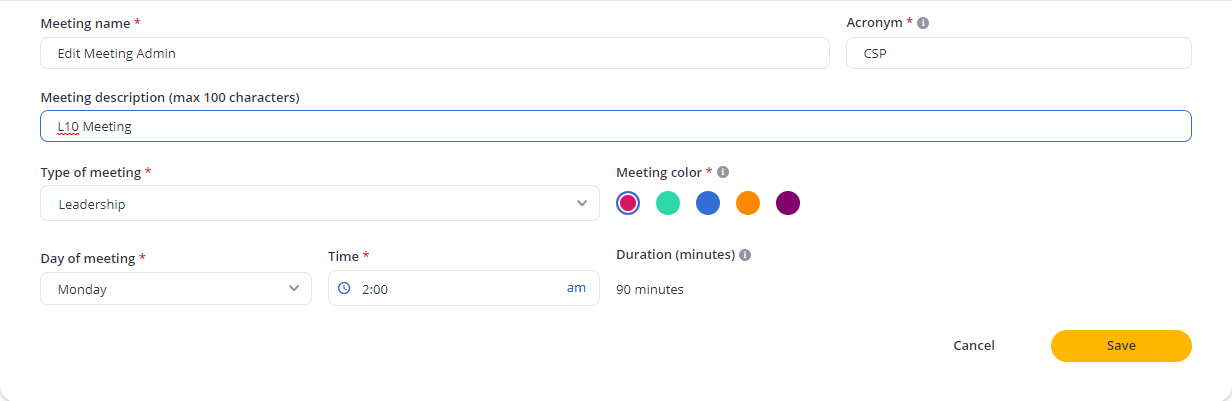 Meeting name *
Acronym *
Edit Meeting Admin
CSP
Meeting description (max 100 characters)
L10 Meeting
Type of meeting *
Meeting color *
Leadership
Day of meeting *
Time *
Duration (minutes)
Monday
2:00 am
90 minutes
Cancel
Save